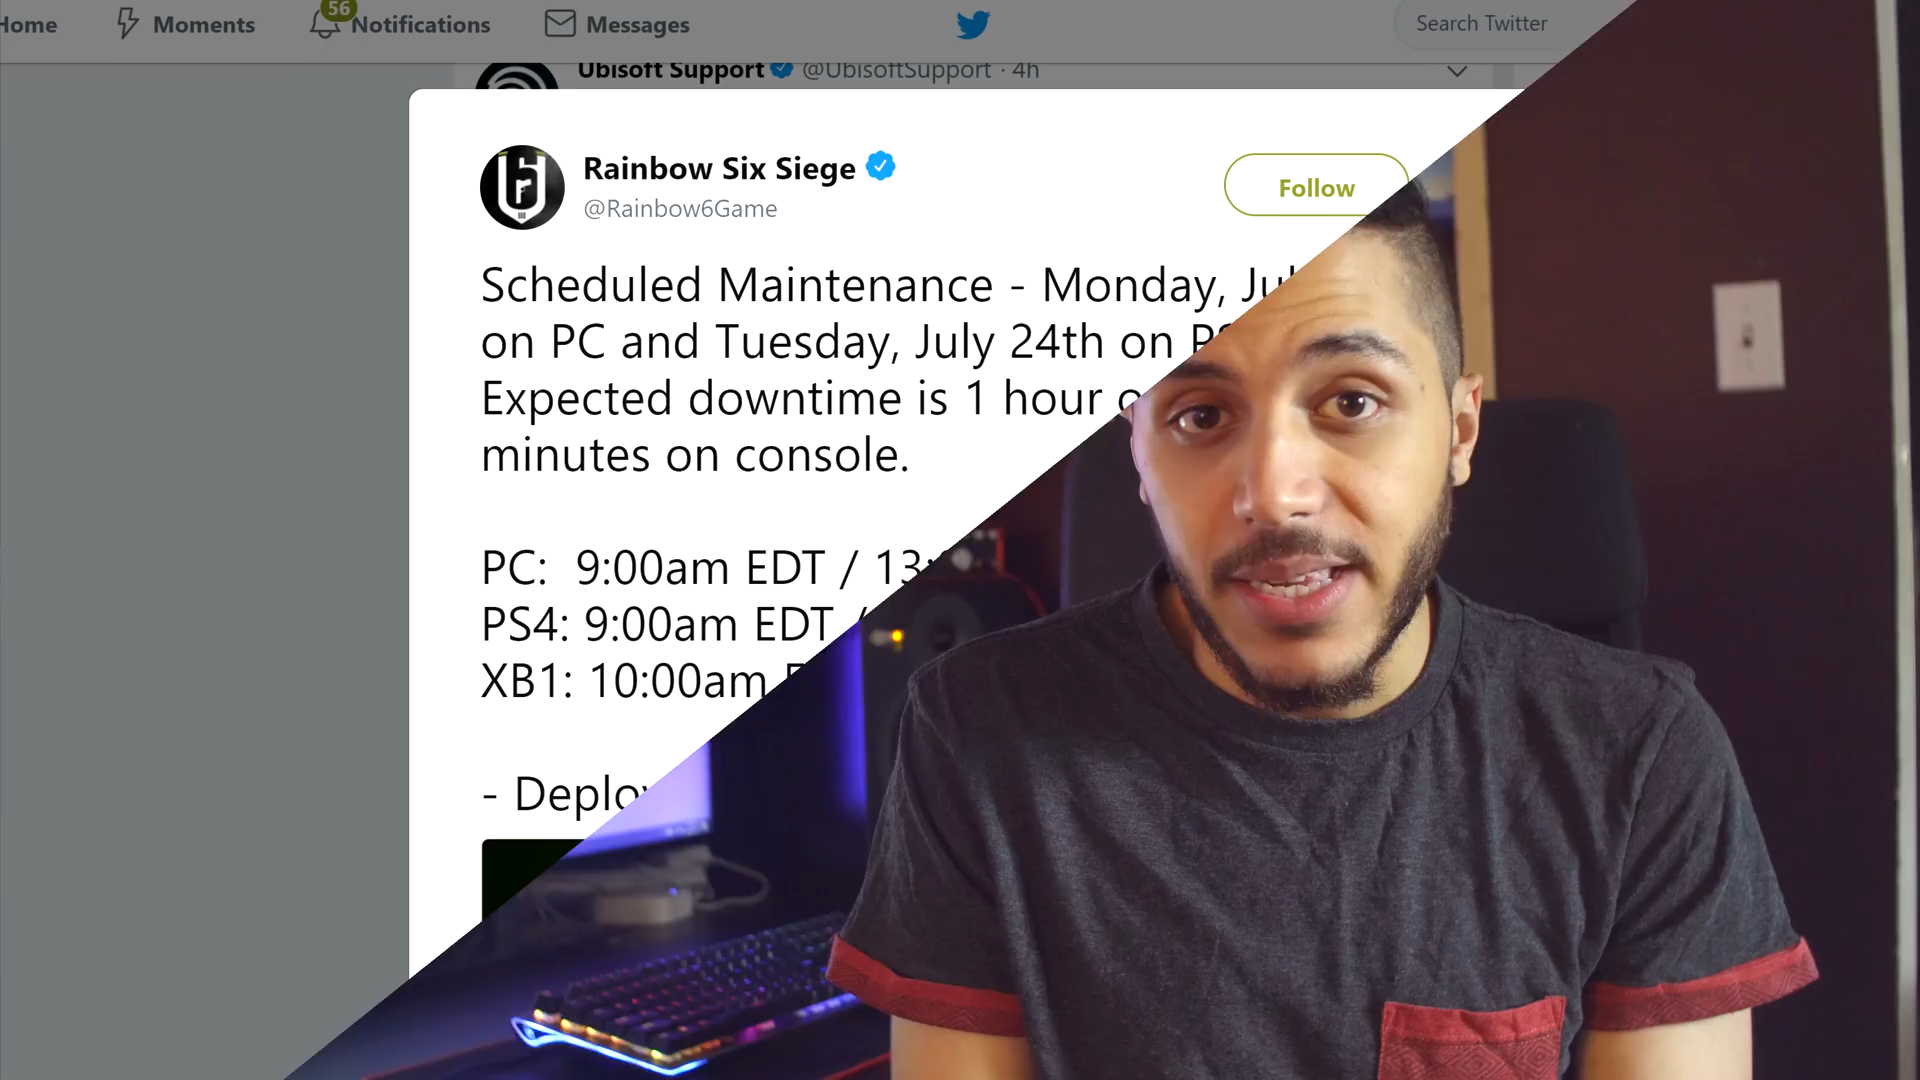 Home Moments 56 Notifications Messages Search Twitter
Ubisoft Support @UbisoftSupport · 4h
Rainbow Six Siege
@Rainbow6Game
Follow
Scheduled Maintenance - Monday,
on PC and Tuesday, July 24th on
Expected downtime is 1 hour
minutes on console.
PC: 9:00am EDT /
PS4: 9:00am EDT
XB1: 10:00am
-